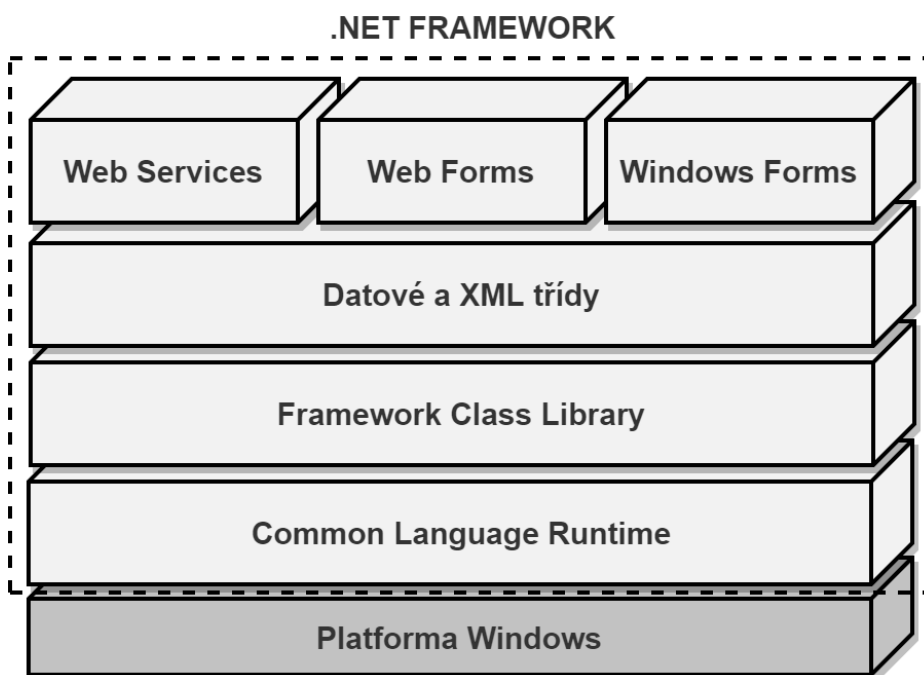 .NET FRAMEWORK
Web Services
Web Forms
Windows Forms
Datové a XML třídy
Framework Class Library
Common Language Runtime
Platforma Windows